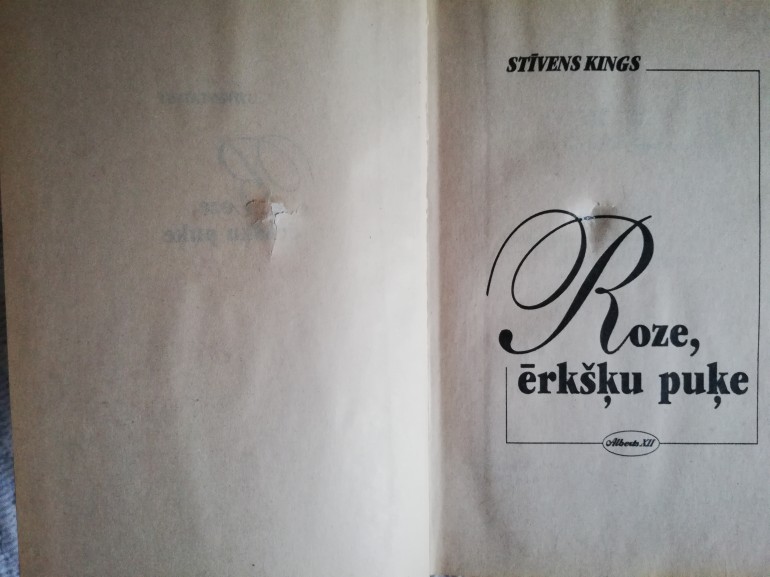 STĪVENS KINGS
Roze,
ērkšķu puķe
Alberts XII